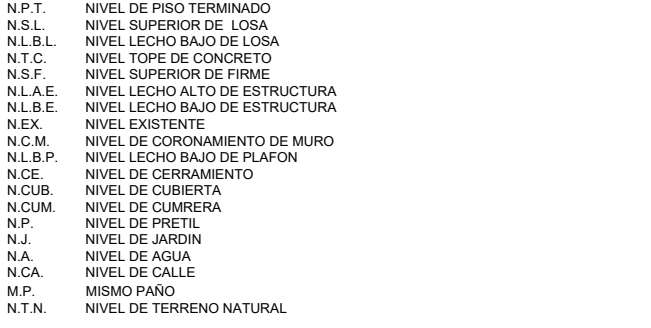 N.P.T. NIVEL DE PISO TERMINADO
N.S.L. NIVEL SUPERIOR DE LOSA
N.L.B.L. NIVEL LECHO BAJO DE LOSA
N.T.C. NIVEL TOPE DE CONCRETO
N.S.F. NIVEL SUPERIOR DE FIRME
N.L.A.E. NIVEL LECHO ALTO DE ESTRUCTURA
N.L.B.E. NIVEL LECHO BAJO DE ESTRUCTURA
N.EX. NIVEL EXISTENTE
N.C.M. NIVEL DE CORONAMIENTO DE MURO
N.L.B.P. NIVEL LECHO BAJO DE PLAFON
N.CE. NIVEL DE CERRAMIENTO
N.CUB. NIVEL DE CUBIERTA
N.CUM. NIVEL DE CUMRERA
N.P. NIVEL DE PRETIL
N.J. NIVEL DE JARDIN
N.A. NIVEL DE AGUA
N.CA. NIVEL DE CALLE
M.P. MISMO PAÑO
N.T.N. NIVEL DE TERRENO NATURAL